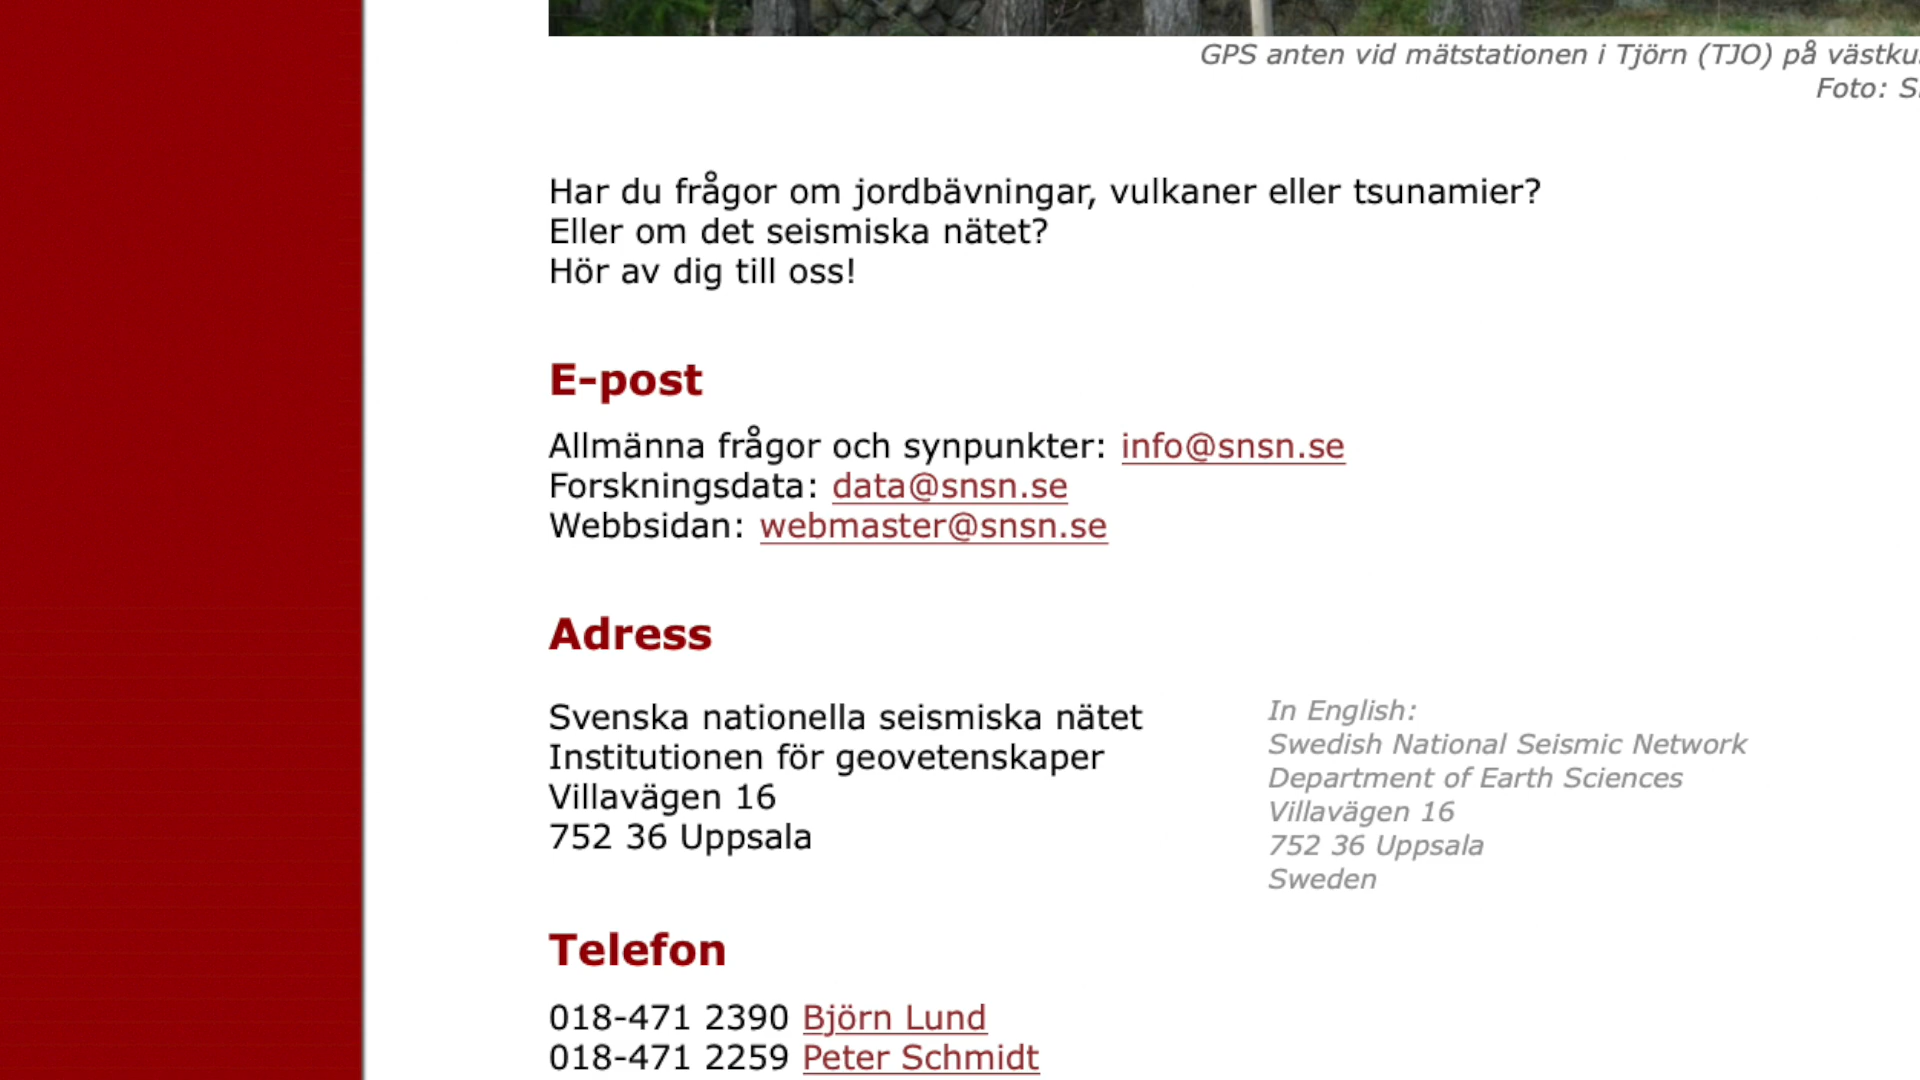 GPS anten vid mätstationen i Tjörn (TJO) på
Foto:
Har du frågor om jordbävningar, vulkaner eller tsunamier?
Eller om det seismiska nätet?
Hör av dig till oss!
E-post
Allmänna frågor och synpunkter: info@snsn.se
Forskningsdata: data@snsn.se
Webbsidan: webmaster@snsn.se
Adress
Svenska nationella seismiska nätet
Institutionen för geovetenskaper
Villavägen 16
752 36 Uppsala
In English:
Swedish National Seismic Network
Department of Earth Sciences
Villavägen 16
752 36 Uppsala
Sweden
Telefon
018-471 2390 Björn Lund
018-471 2259 Peter Schmidt